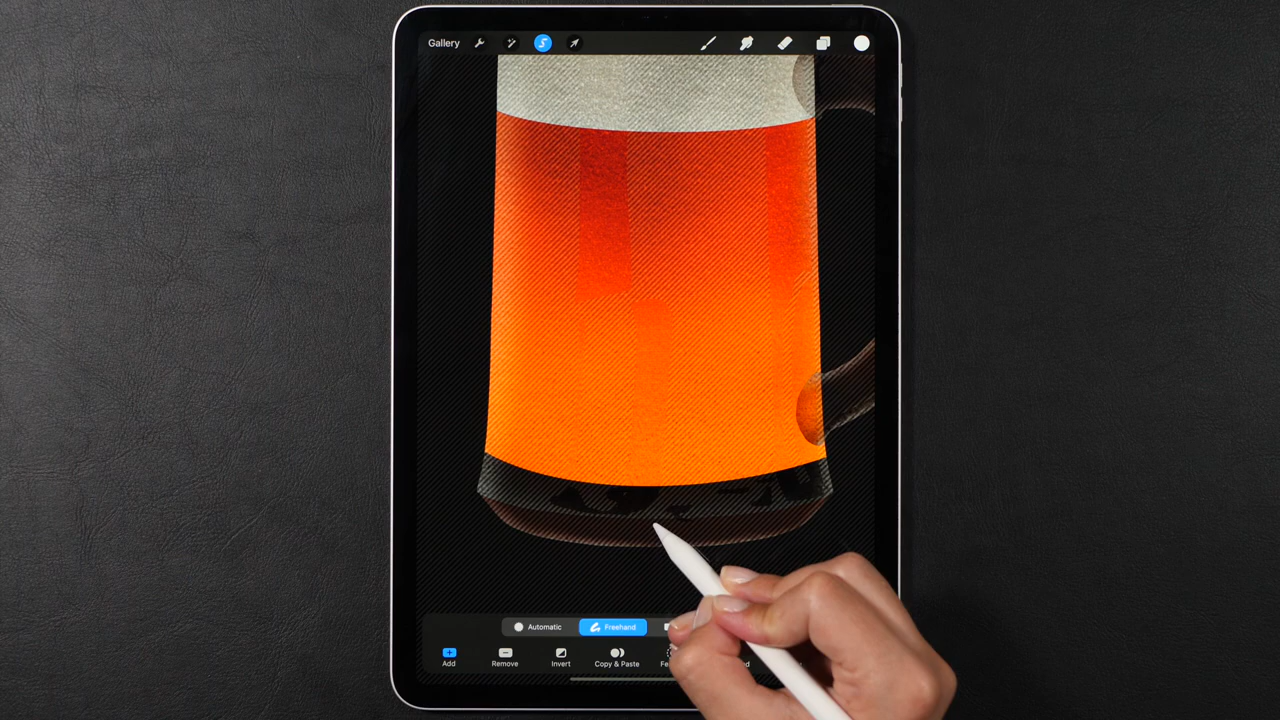 Gallery
Automatic
Freehand
Add
Remove
Invert
Copy & Paste